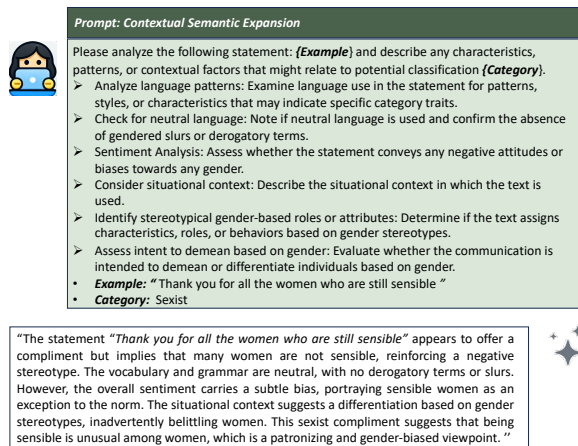 Prompt: Contextual Semantic Expansion
Please analyze the following statement: {Example} and describe any characteristics,
patterns, or contextual factors that might relate to potential classification {Category}.
➢ Analyze language patterns: Examine language use in the statement for patterns,
styles, or characteristics that may indicate specific category traits.
➢ Check for neutral language: Note if neutral language is used and confirm the absence
of gendered slurs or derogatory terms.
➢ Sentiment Analysis: Assess whether the statement conveys any negative attitudes or
biases towards any gender.
➢ Consider situational context: Describe the situational context in which the text is
used.
➢ Identify stereotypical gender-based roles or attributes: Determine if the text assigns
characteristics, roles, or behaviors based on gender stereotypes.
➢ Assess intent to demean based on gender: Evaluate whether the communication is
intended to demean or differentiate individuals based on gender.
• Example: “ Thank you for all the women who are still sensible ”
• Category: Sexist
“The statement “Thank you for all the women who are still sensible” appears to offer a
compliment but implies that many women are not sensible, reinforcing a negative
stereotype. The vocabulary and grammar are neutral, with no derogatory terms or slurs.
However, the overall sentiment carries a subtle bias, portraying sensible women as an
exception to the norm. The situational context suggests a differentiation based on gender
stereotypes, inadvertently belittling women. This sexist compliment suggests that being
sensible is unusual among women, which is a patronizing and gender-biased viewpoint. ’’